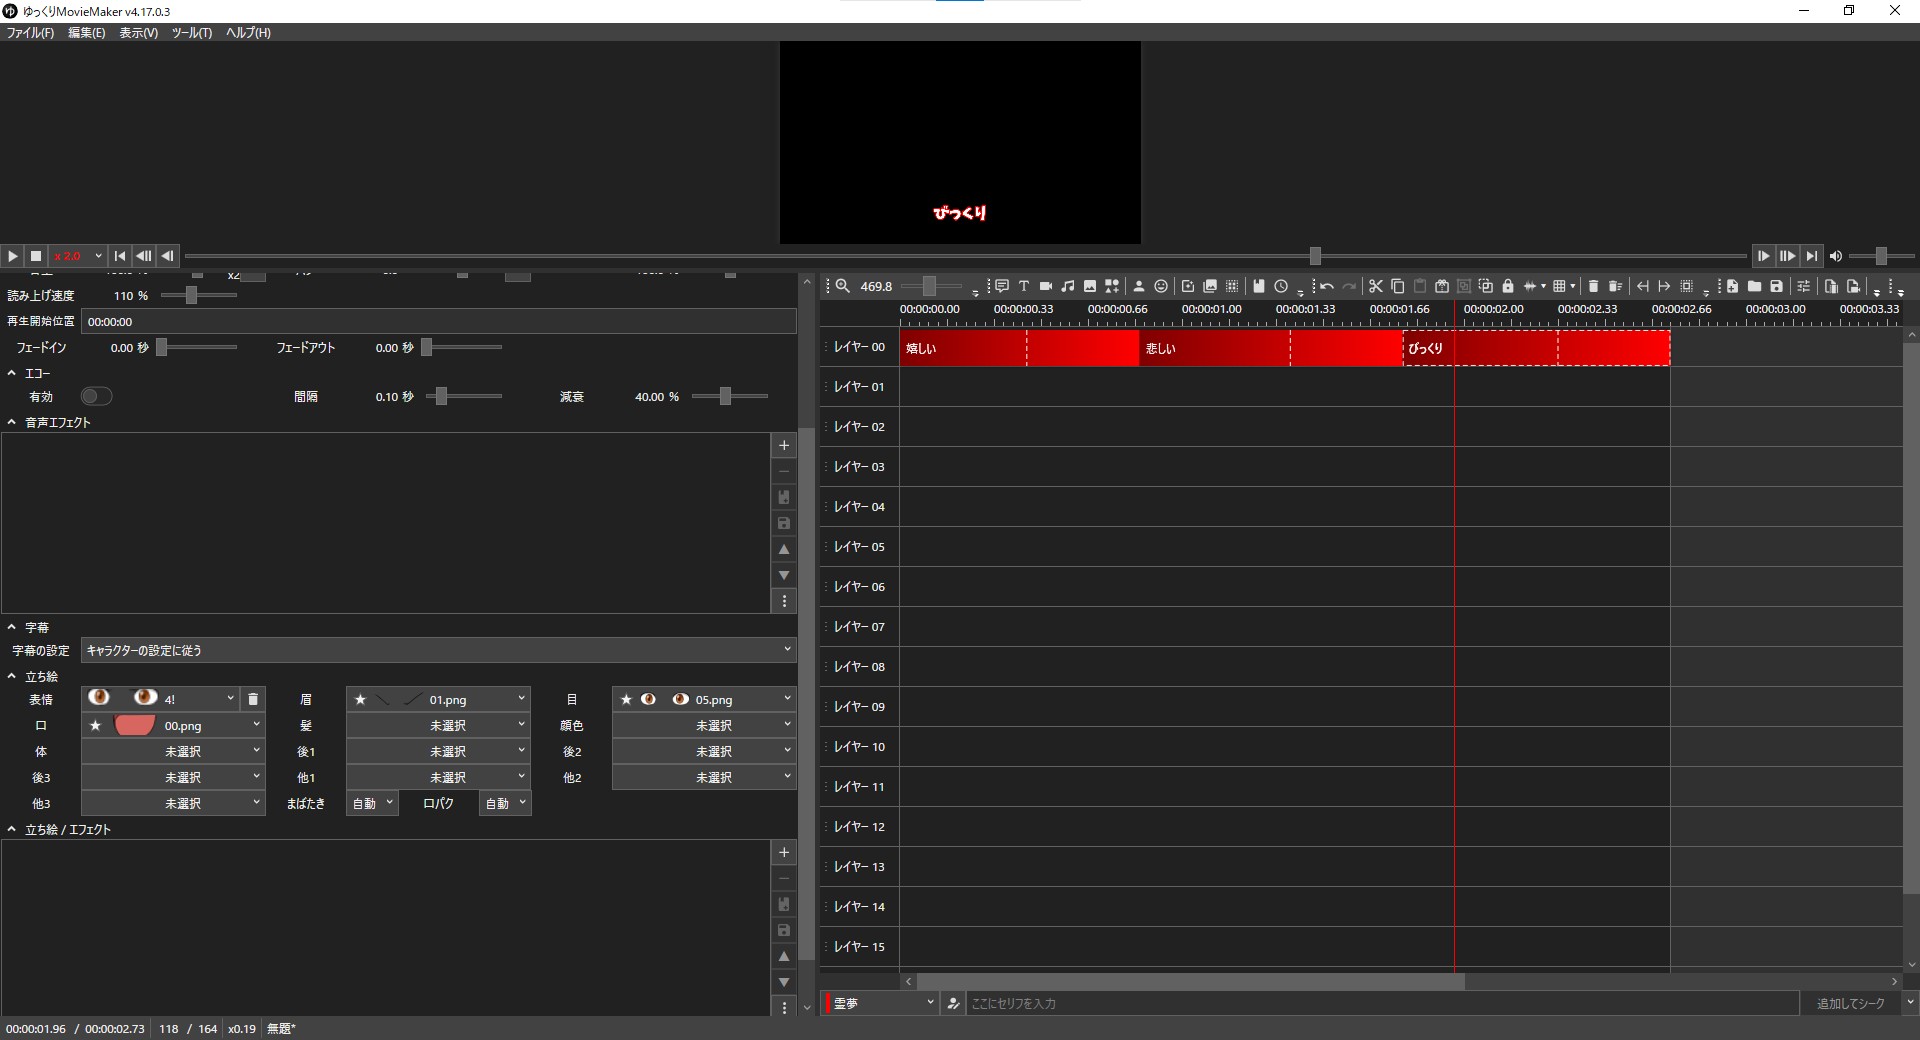 ゆっくりMovieMaker v4.17.0.3
ファイル(F) 編集(E) 表示(V) ツール(T) ヘルプ(H)
びっくり
x 2.0
x2
読み上げ速度 110 %
再生開始位置 00:00:00
フェードイン 0.00 秒 フェードアウト 0.00 秒
エコー
有効 間隔 0.10 秒 減衰 40.00 %
音声エフェクト
字幕
字幕の設定 キャラクターの設定に従う
立ち絵
表情 4! 眉 01.png 目 05.png
口 00.png 髪 未選択 顔色 未選択
体 未選択 後1 未選択 後2 未選択
後3 未選択 他1 未選択 他2 未選択
他3 未選択 まばたき 自動 口パク 自動
立ち絵 / エフェクト
469.8
00:00:00.00 00:00:00.33 00:00:00.66 00:00:01.00 00:00:01.33 00:00:01.66 00:00:02.00 00:00:02.33 00:00:02.66 00:00:03.00 00:00:03.33
レイヤー 00 嬉しい 悲しい びっくり
レイヤー 01
レイヤー 02
レイヤー 03
レイヤー 04
レイヤー 05
レイヤー 06
レイヤー 07
レイヤー 08
レイヤー 09
レイヤー 10
レイヤー 11
レイヤー 12
レイヤー 13
レイヤー 14
レイヤー 15
霊夢 ここにセリフを入力 追加してシーク
00:00:01.96 / 00:00:02.73 118 / 164 x0.19 無題*